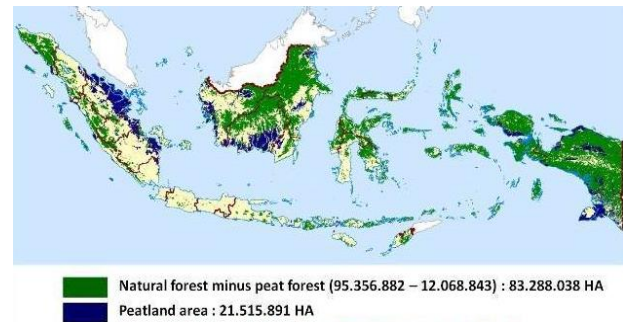 Natural forest minus peat forest (95.356.882 – 12.068.843) : 83.288.038 HA
Peatland area : 21.515.891 HA